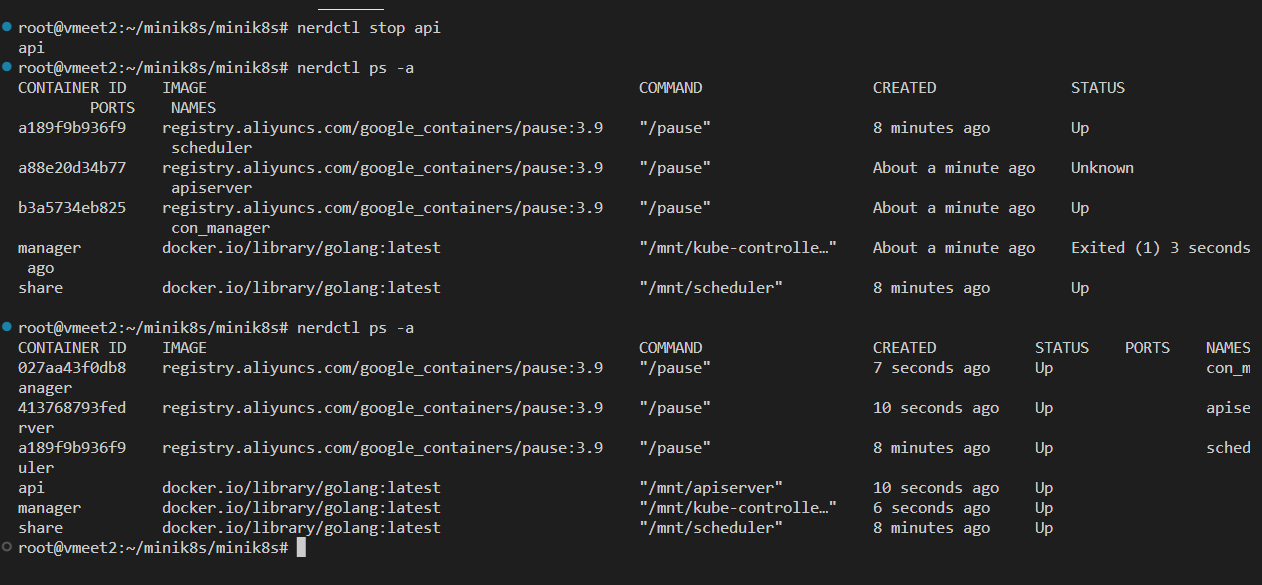 root@vmeet2:~/minik8s/minik8s# nerdctl stop api
api
root@vmeet2:~/minik8s/minik8s# nerdctl ps -a
CONTAINER ID    IMAGE                                               COMMAND                   CREATED               STATUS
        PORTS    NAMES
a189f9b936f9    registry.aliyuncs.com/google_containers/pause:3.9    "/pause"                  8 minutes ago         Up
                 scheduler
a88e20d34b77    registry.aliyuncs.com/google_containers/pause:3.9    "/pause"                  About a minute ago    Unknown
                 apiserver
b3a5734eb825    registry.aliyuncs.com/google_containers/pause:3.9    "/pause"                  About a minute ago    Up
                 con_manager
manager         docker.io/library/golang:latest                      "/mnt/kube-controlle…"    About a minute ago    Exited (1) 3 seconds
 ago
share           docker.io/library/golang:latest                      "/mnt/scheduler"          8 minutes ago         Up
root@vmeet2:~/minik8s/minik8s# nerdctl ps -a
CONTAINER ID    IMAGE                                                COMMAND                   CREATED           STATUS    PORTS    NAMES
027aa43f0db8    registry.aliyuncs.com/google_containers/pause:3.9    "/pause"                  7 seconds ago     Up                 con_m
anager
413768793fed    registry.aliyuncs.com/google_containers/pause:3.9    "/pause"                  10 seconds ago    Up                 apise
rver
a189f9b936f9    registry.aliyuncs.com/google_containers/pause:3.9    "/pause"                  8 minutes ago     Up                 sched
uler
api             docker.io/library/golang:latest                      "/mnt/apiserver"          10 seconds ago    Up
manager         docker.io/library/golang:latest                      "/mnt/kube-controlle…"    6 seconds ago     Up
share           docker.io/library/golang:latest                      "/mnt/scheduler"          8 minutes ago     Up
root@vmeet2:~/minik8s/minik8s#